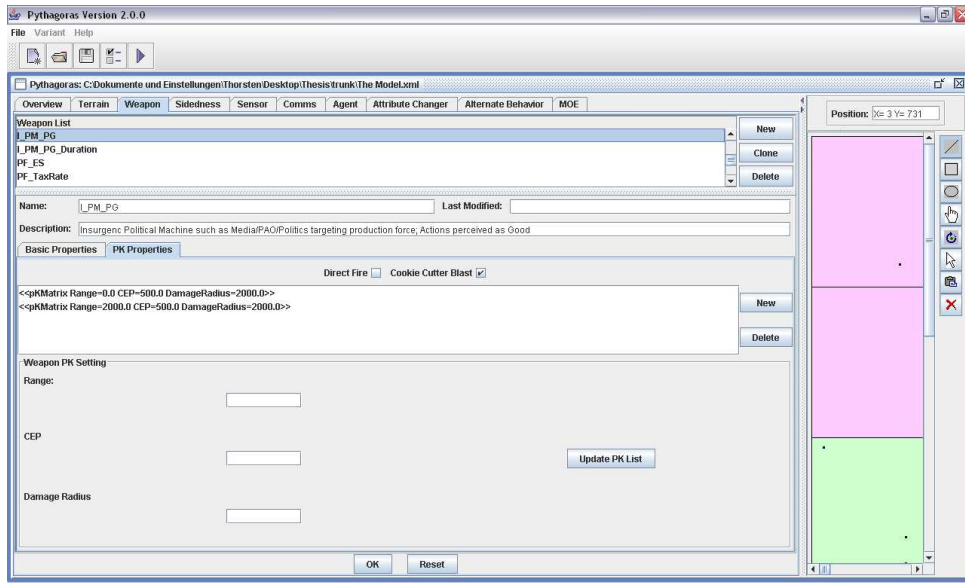 Pythagoras Version 2.0.0
File Variant Help
Pythagoras: C:\Dokumente und Einstellungen\Thorsten\Desktop\Thesis\trunk\The Model.xml
Overview Terrain Weapon Sidedness Sensor Comms Agent Attribute Changer Alternate Behavior MOE
Position: X= 3 Y= 731
Weapon List
I_PM_PG
I_PM_PG_Duration
PF_ES
PF_TaxRate
New
Clone
Delete
Name: I_PM_PG Last Modified:
Description: Insurgenc Political Machine such as Media/PAO/Politics targeting production force; Actions perceived as Good
Basic Properties PK Properties
Direct Fire Cookie Cutter Blast
<<pKMatrix Range=0.0 CEP=500.0 DamageRadius=2000.0>>
<<pKMatrix Range=2000.0 CEP=500.0 DamageRadius=2000.0>>
New
Delete
Weapon PK Setting
Range:
CEP
Update PK List
Damage Radius
OK Reset